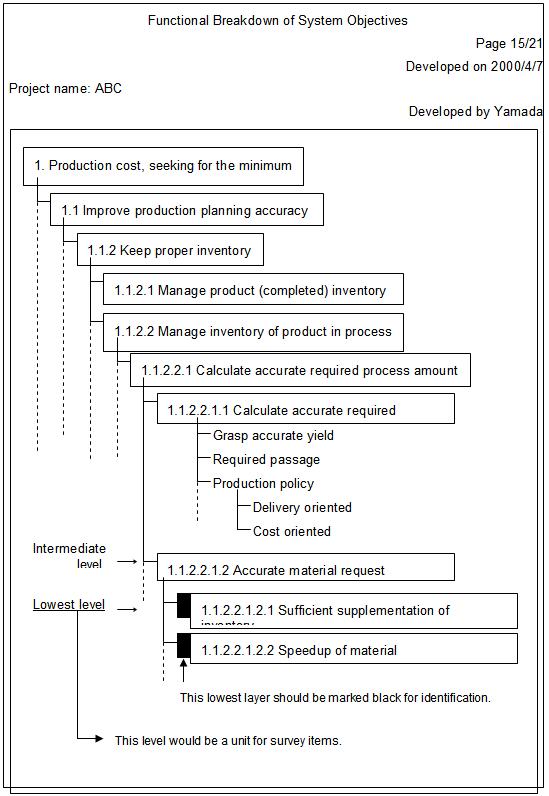 Functional Breakdown of System Objectives
Page 15/21
Developed on 2000/4/7
Project name: ABC
Developed by Yamada
1. Production cost, seeking for the minimum
1.1 Improve production planning accuracy
1.1.2 Keep proper inventory
1.1.2.1 Manage product (completed) inventory
1.1.2.2 Manage inventory of product in process
1.1.2.2.1 Calculate accurate required process amount
1.1.2.2.1.1 Calculate accurate required
Grasp accurate yield
Required passage
Production policy
Delivery oriented
Cost oriented
Intermediate
level
1.1.2.2.1.2 Accurate material request
Lowest level
1.1.2.2.1.2.1 Sufficient supplementation of
inventory
1.1.2.2.1.2.2 Speedup of material
This lowest layer should be marked black for identification.
This level would be a unit for survey items.